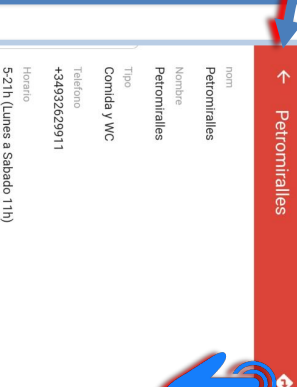 Petromiralles
nom
Petromiralles
Nombre
Petromiralles
Tipo
Comida y WC
Telefono
+34932629911
Horario
5-21h (Lunes a Sabado 11h)